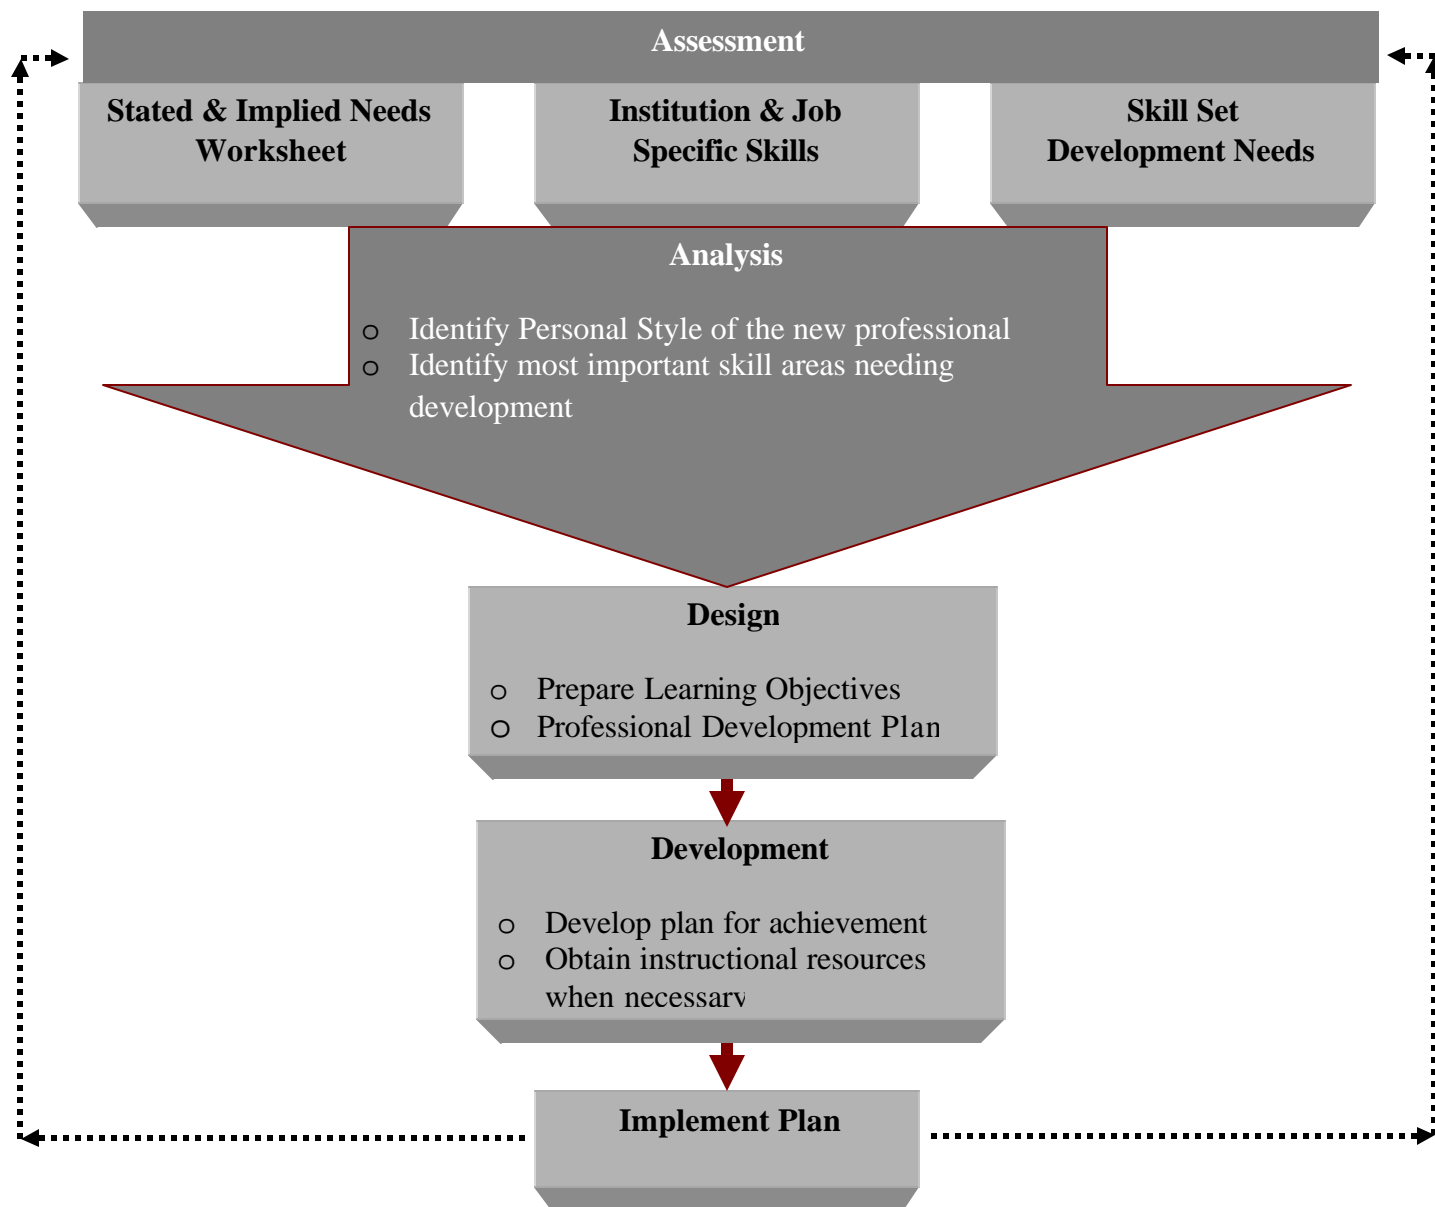 Assessment
Stated & Implied Needs
Worksheet
Institution & Job
Specific Skills
Skill Set
Development Needs
Analysis
o Identify Personal Style of the new professional
o Identify most important skill areas needing
development
Design
o Prepare Learning Objectives
o Professional Development Plan
Development
o Develop plan for achievement
o Obtain instructional resources
when necessary
Implement Plan